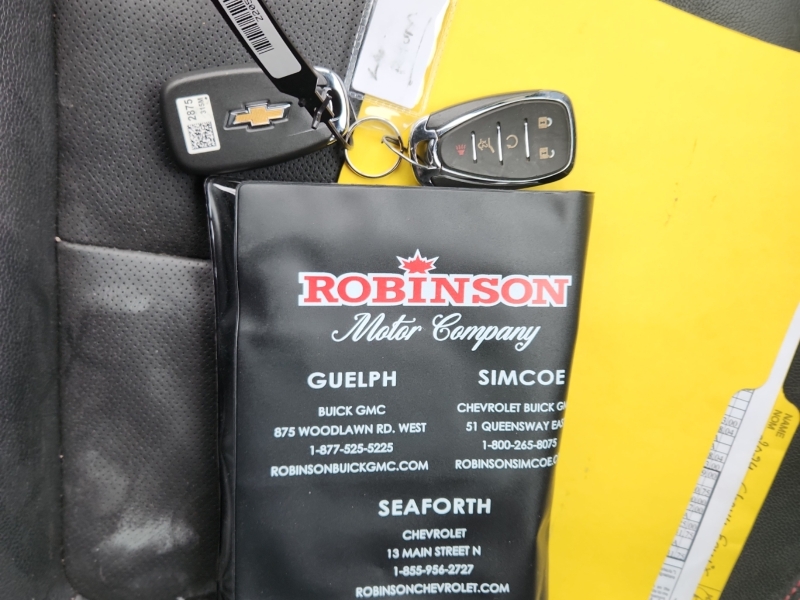 2875
ROBINSON
Motor Company
GUELPH
BUICK GMC
875 WOODLAWN RD. WEST
1-877-525-5225
ROBINSONBUICKGMC.COM
SIMCOE
CHEVROLET BUICK G
51 QUEENSWAY EAS
1-800-265-8075
ROBINSONSIMCOE.C
SEAFORTH
CHEVROLET
13 MAIN STREET N
1-855-956-2727
ROBINSONCHEVROLET.COM
NAME
NOM